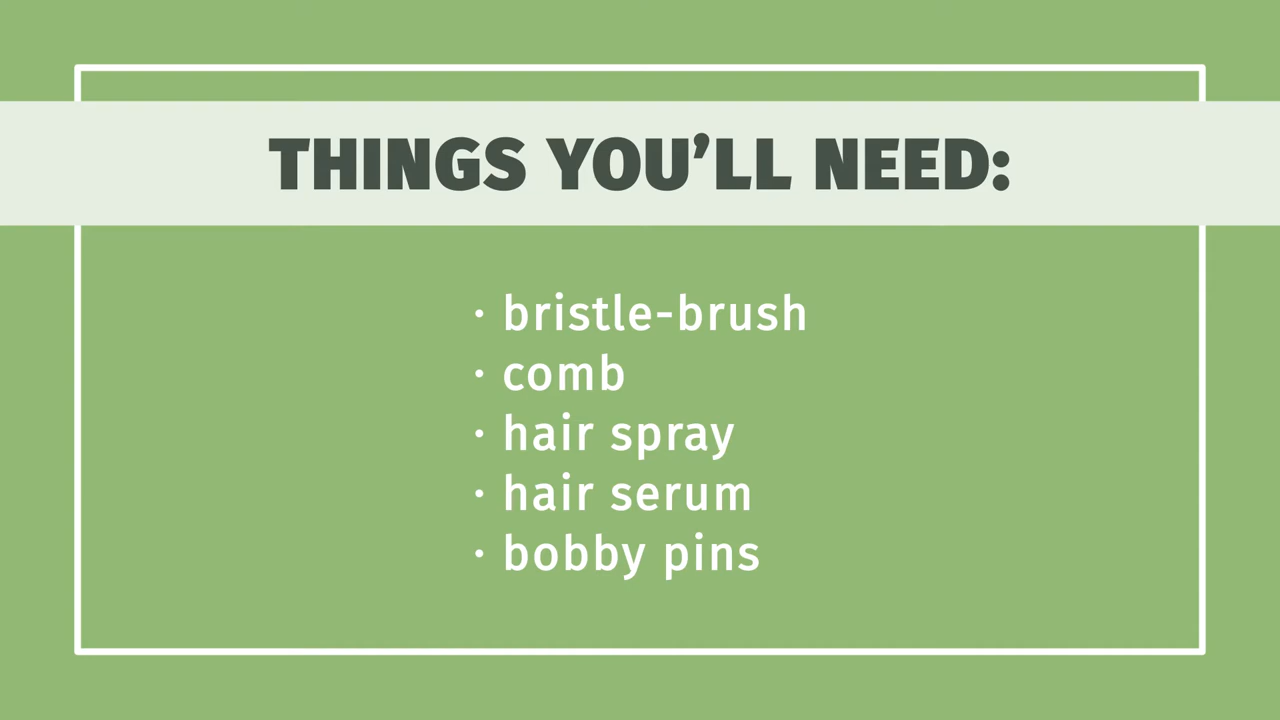 THINGS YOU’LL NEED:
· bristle-brush
· comb
· hair spray
· hair serum
· bobby pins